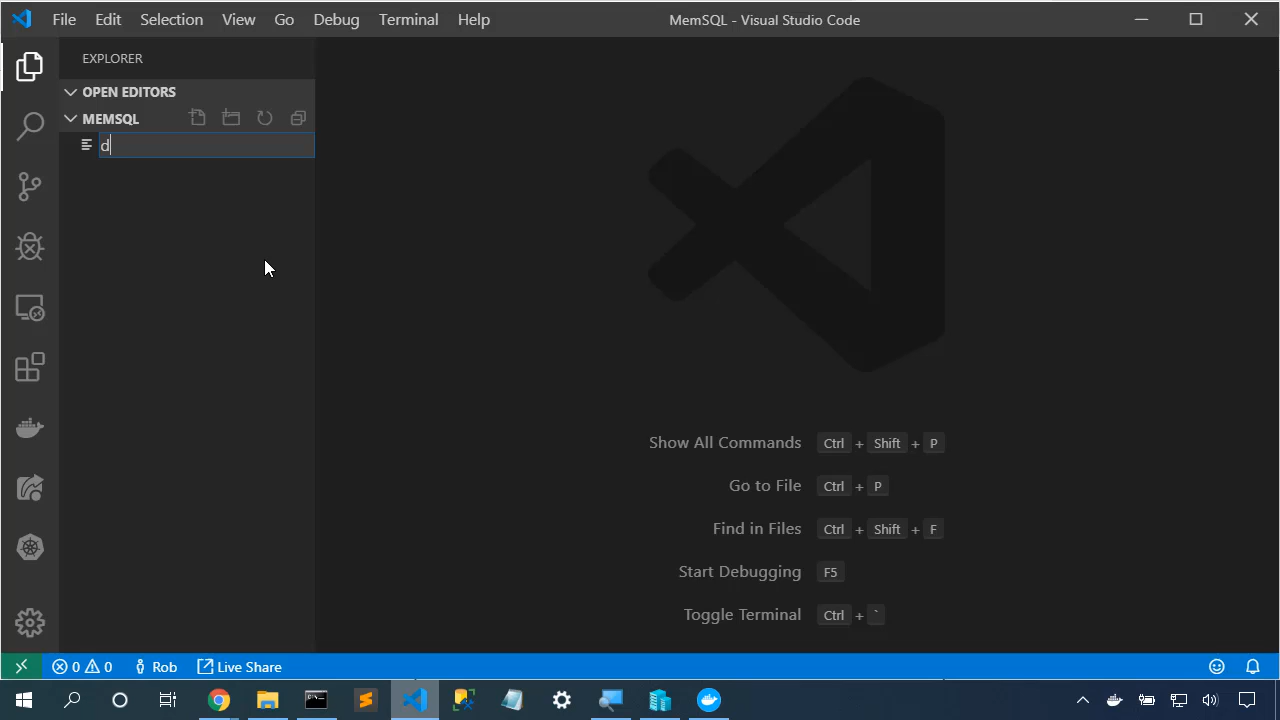 File Edit Selection View Go Debug Terminal Help MemSQL - Visual Studio Code
EXPLORER
OPEN EDITORS
MEMSQL
d
Show All Commands Ctrl + Shift + P
Go to File Ctrl + P
Find in Files Ctrl + Shift + F
Start Debugging F5
Toggle Terminal Ctrl + `
0 0 Rob Live Share